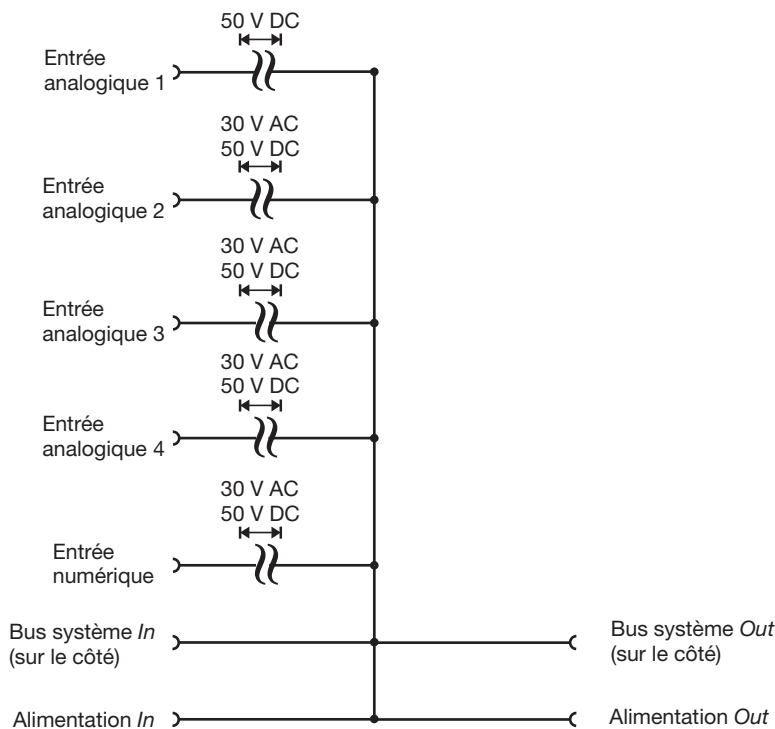 50 V DC
Entrée
analogique 1
30 V AC
50 V DC
Entrée
analogique 2
30 V AC
50 V DC
Entrée
analogique 3
30 V AC
50 V DC
Entrée
analogique 4
30 V AC
50 V DC
Entrée
numérique
Bus système In
(sur le côté)
Bus système Out
(sur le côté)
Alimentation In
Alimentation Out